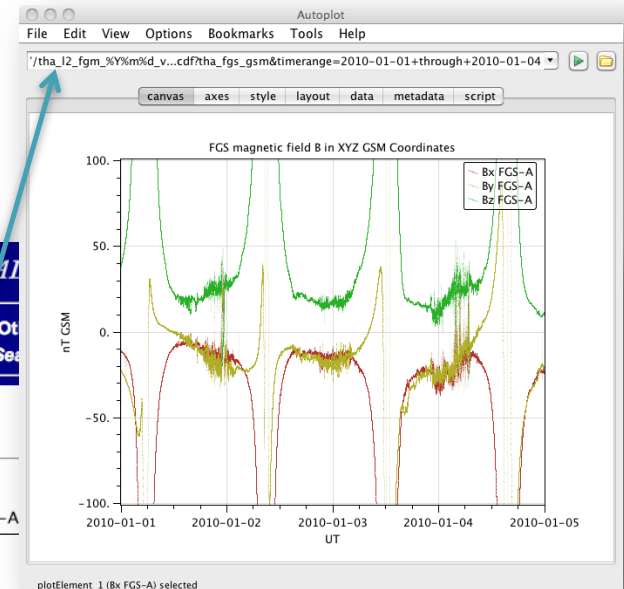 Autoplot
File Edit View Options Bookmarks Tools Help
'/tha_l2_fgm_%Y%m%d_v...cdf?tha_fgs_gsm&timerange=2010-01-01+through+2010-01-04
canvas axes style layout data metadata script
FGS magnetic field B in XYZ GSM Coordinates
Bx FGS-A
By FGS-A
Bz FGS-A
100.
50.
0.
-50.
-100.
nT GSM
2010-01-01 2010-01-02 2010-01-03 2010-01-04 2010-01-05
UT
plotElement_1 (Bx FGS-A) selected
Ot
Sea
-A